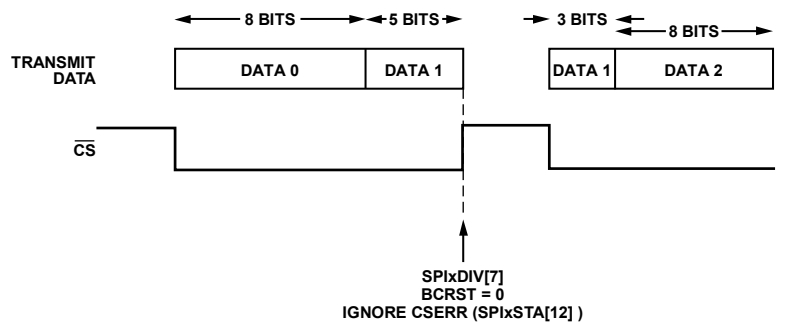 8 BITS
5 BITS
3 BITS
8 BITS
TRANSMIT
DATA
DATA 0
DATA 1
DATA 1
DATA 2
CS
SPIxDIV[7]
BCRST = 0
IGNORE CSERR (SPIxSTA[12] )